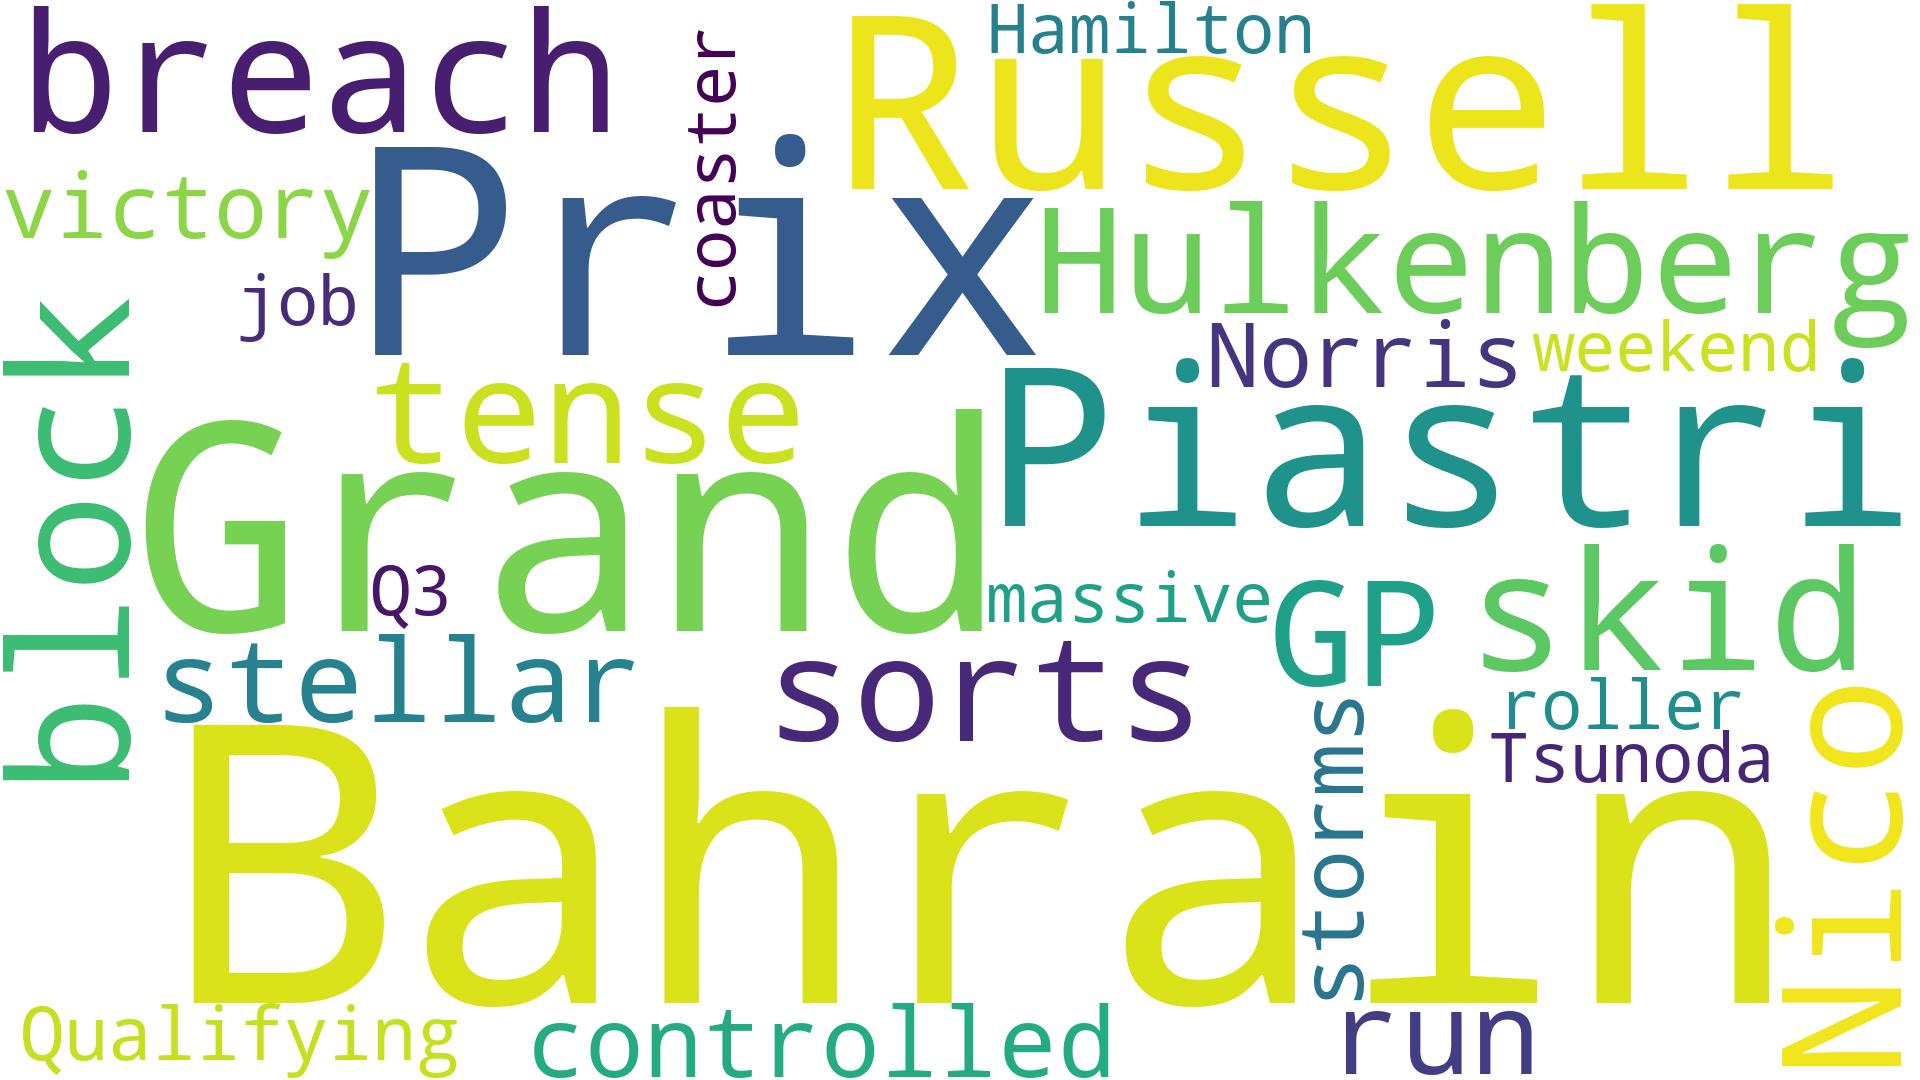 breach
coaster
Hamilton
Russell
victory
Prix
Hulkenberg
job
Norris
weekend
block
tense
Piastri
Grand
Q3
massive
GP
skid
stellar
sorts
roller
Tsunoda
Bahrain
storms
Nico
Qualifying
controlled
run